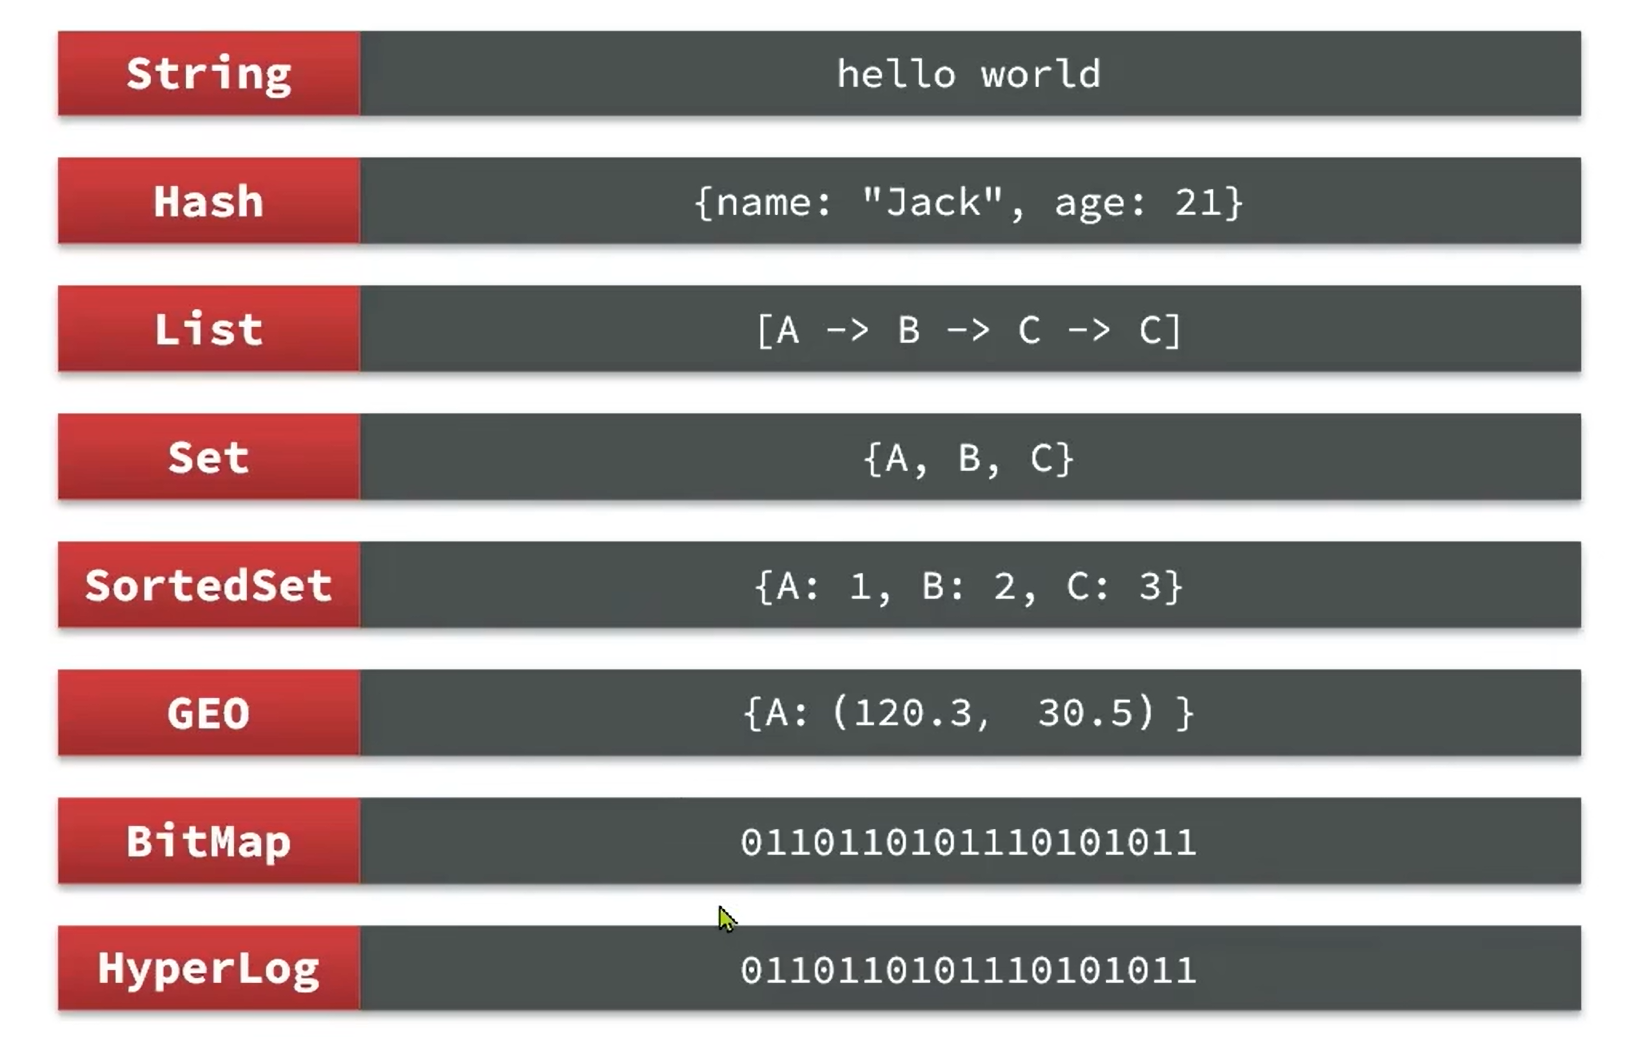 String hello world
Hash {name: "Jack", age: 21}
List [A -> B -> C -> C]
Set {A, B, C}
SortedSet {A: 1, B: 2, C: 3}
GEO {A: (120.3, 30.5) }
BitMap 0110110101110101011
HyperLog 0110110101110101011